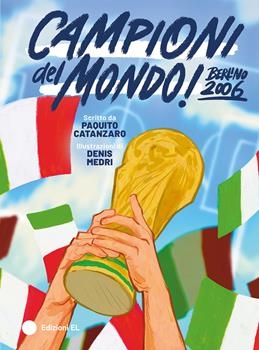 CAMPIONI
del MONDO!
BERLINO
2006
Scritto da
PAQUITO
CATANZARO
Illustrazioni di
DENIS
MEDRI
Edizioni EL